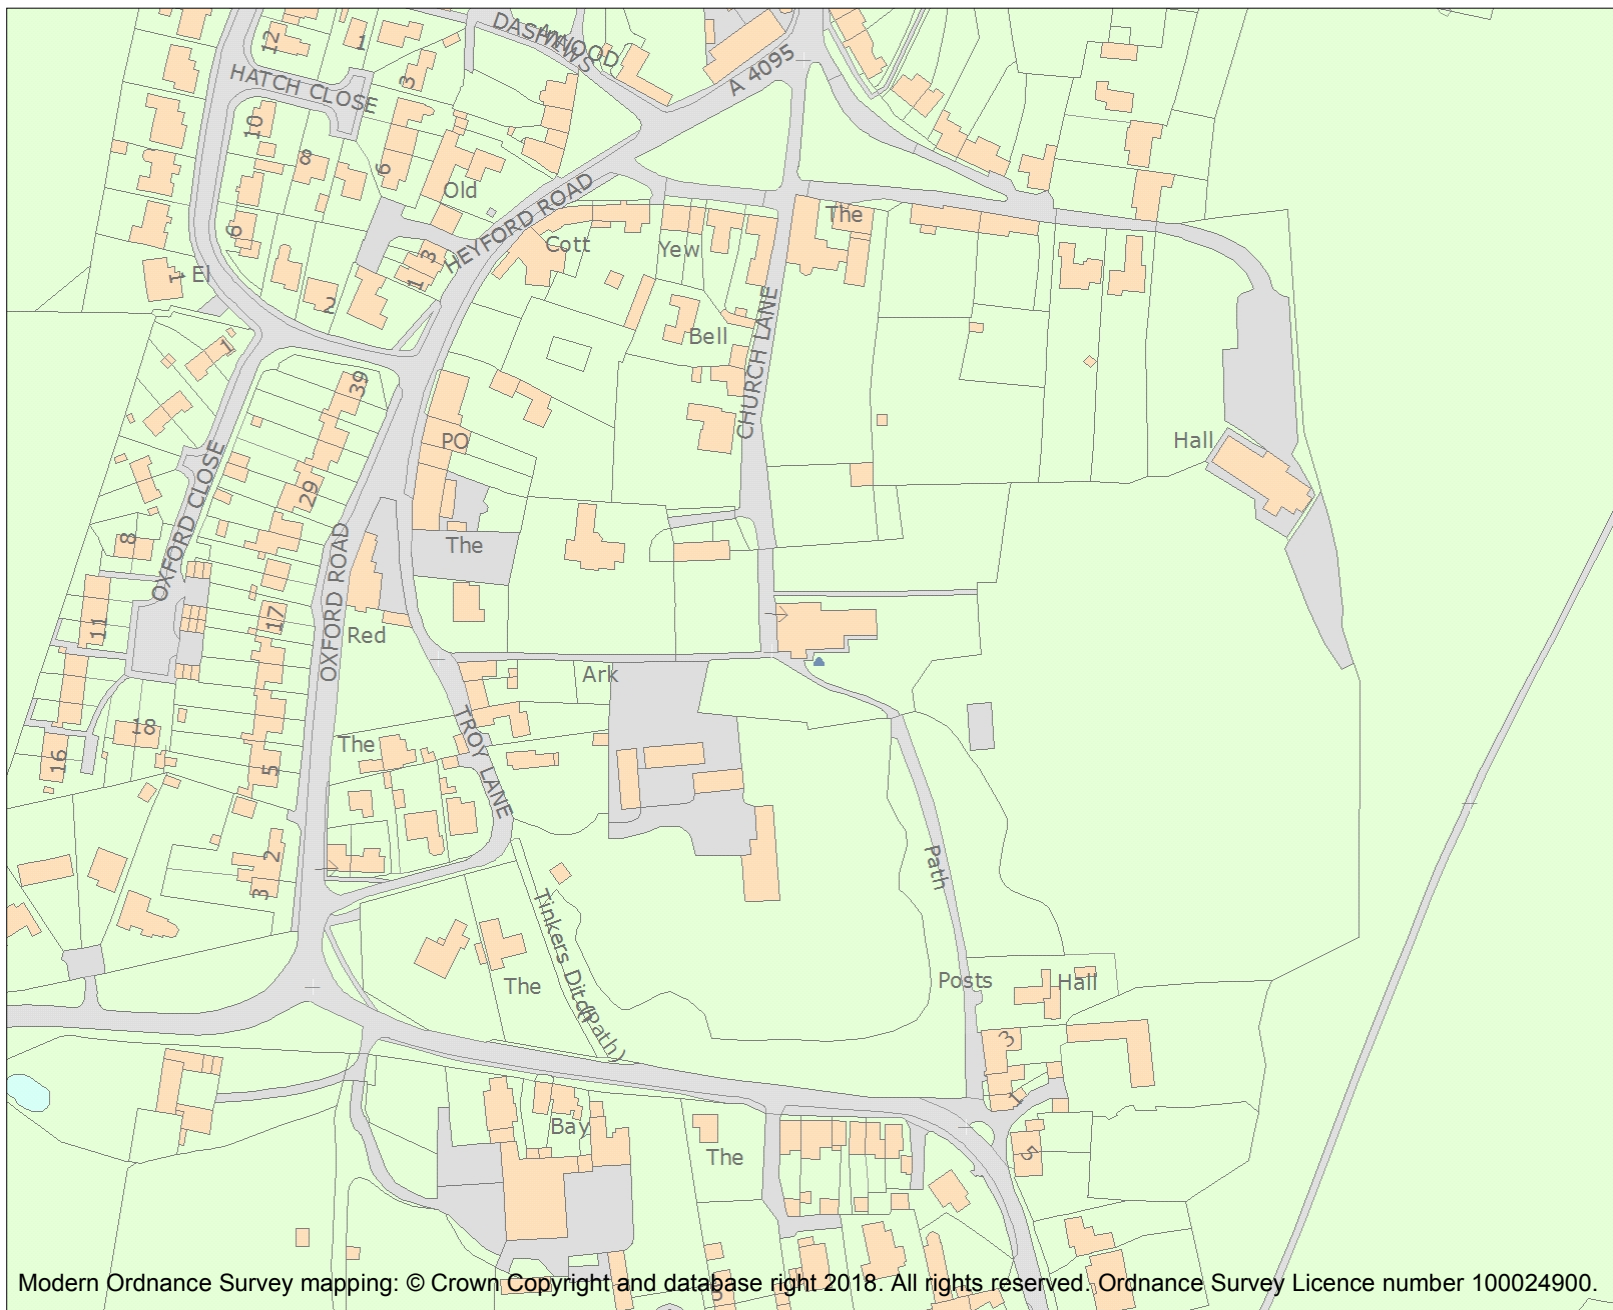 DASHWOOD
MEWS
A 4095
12
1
3
HATCH CLOSE
10
8
6
Old
HEYFORD ROAD
The
6
Cott
Yew
3
1
1
El
2
CHURCH LANE
Bell
1
39
PO
Hall
OXFORD CLOSE
29
8
OXFORD ROAD
The
11
17
Red
Ark
18
The
TROY LANE
16
5
2
3
Path
Tinkers Ditch
(Path)
The
Posts
Hall
3
1
Bay
The
5
Modern Ordnance Survey mapping: © Crown Copyright and database right 2018. All rights reserved. Ordnance Survey Licence number 100024900.